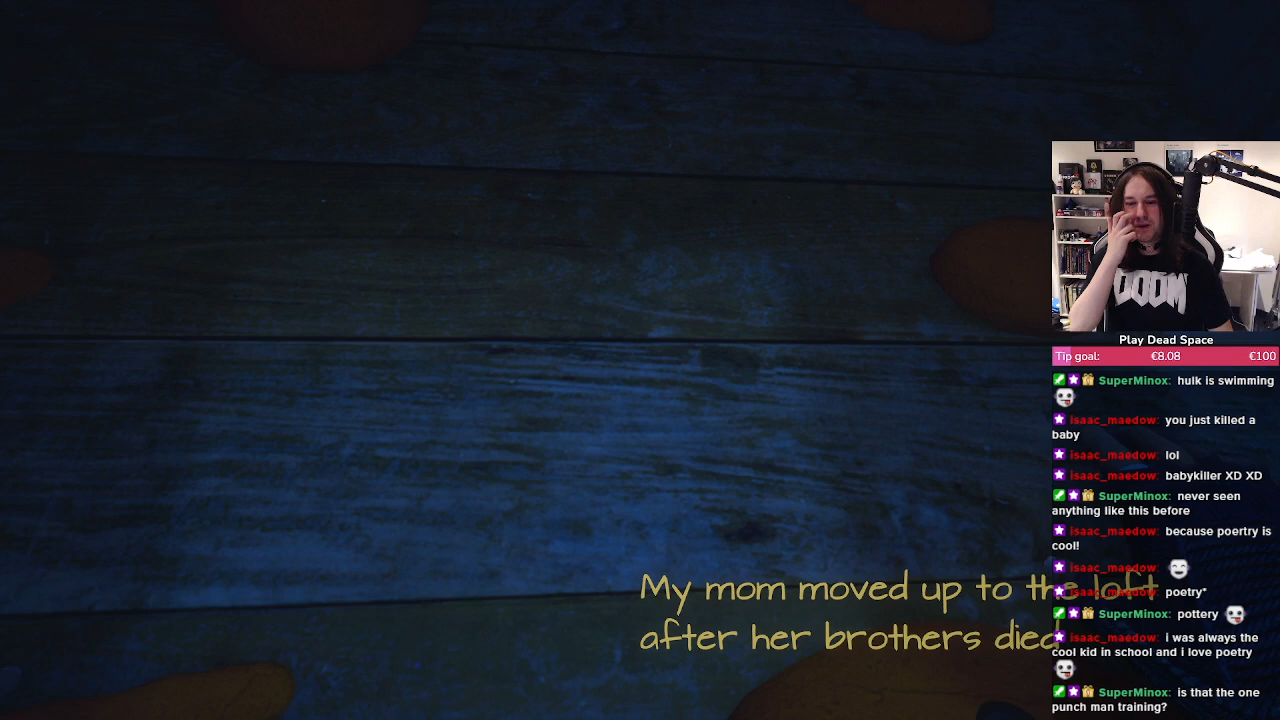 My mom moved up to the loft
after her brothers died
DOOM
Play Dead Space
Tip goal: €8.08 €100
SuperMinox: hulk is swimming
isaac_maedow: you just killed a
baby
isaac_maedow: lol
isaac_maedow: babykiller XD XD
SuperMinox: never seen
anything like this before
isaac_maedow: because poertry is
cool!
isaac_maedow:
isaac_maedow: poetry*
SuperMinox: pottery
isaac_maedow: i was always the
cool kid in school and i love poetry
SuperMinox: is that the one
punch man training?